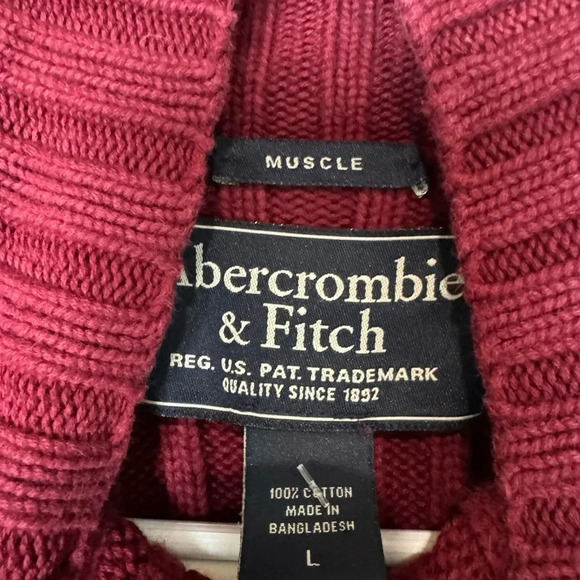 MUSCLE
Abercrombie
& Fitch
REG. U.S. PAT. TRADEMARK
QUALITY SINCE 1892
100% COTTON
MADE IN
BANGLADESH
L